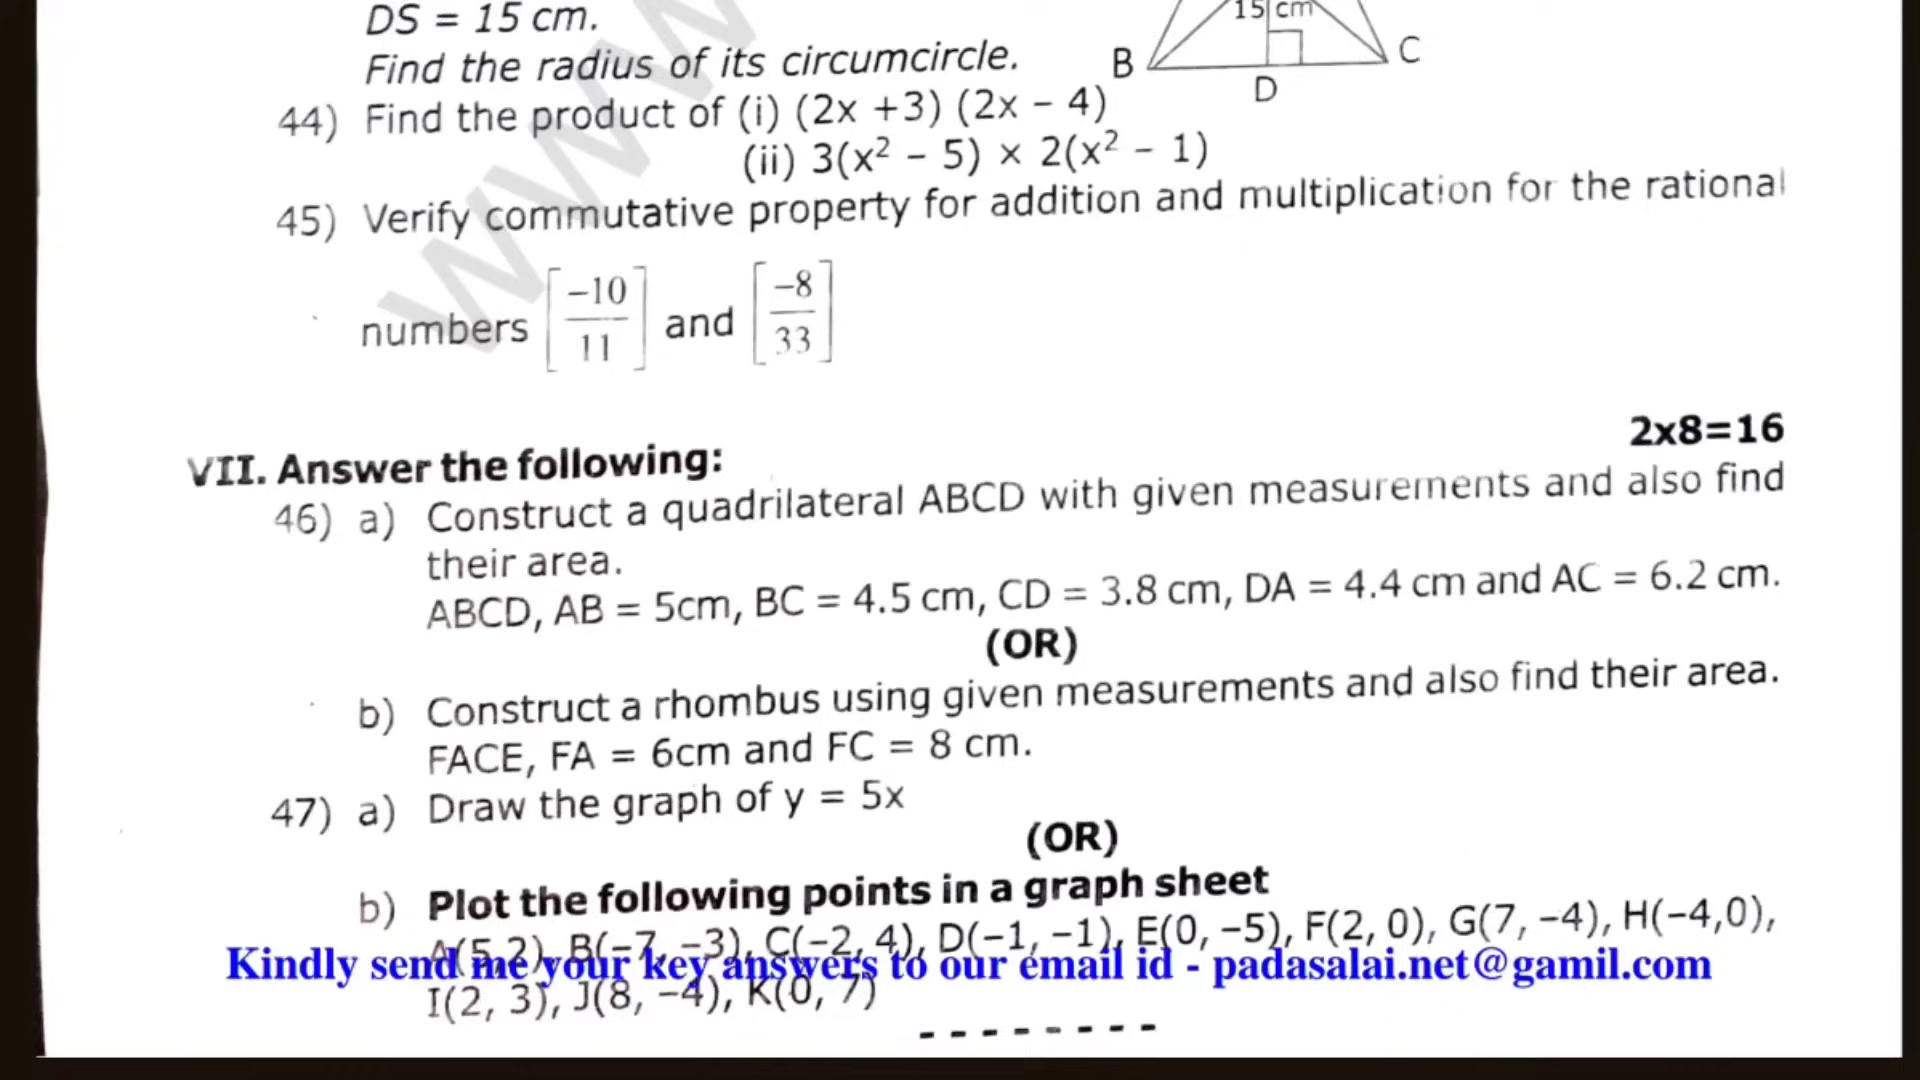 DS = 15 cm.
15 cm
Find the radius of its circumcircle.
B
C
D
44) Find the product of (i) (2x +3) (2x – 4)
(ii) 3(x² – 5) × 2(x² – 1)
45) Verify commutative property for addition and multiplication for the rational
numbers [–10/11] and [–8/33]
2x8=16
VII. Answer the following:
46) a) Construct a quadrilateral ABCD with given measurements and also find
their area.
ABCD, AB = 5cm, BC = 4.5 cm, CD = 3.8 cm, DA = 4.4 cm and AC = 6.2 cm.
(OR)
b) Construct a rhombus using given measurements and also find their area.
FACE, FA = 6cm and FC = 8 cm.
47) a) Draw the graph of y = 5x
(OR)
b) Plot the following points in a graph sheet
A(5,2), B(–7, –3), C(–2, 4), D(–1, –1), E(0, –5), F(2, 0), G(7, –4), H(–4,0),
Kindly send me your key answers to our email id - padasalai.net@gamil.com
I(2, 3), J(8, –4), K(0, 7)
--------
www